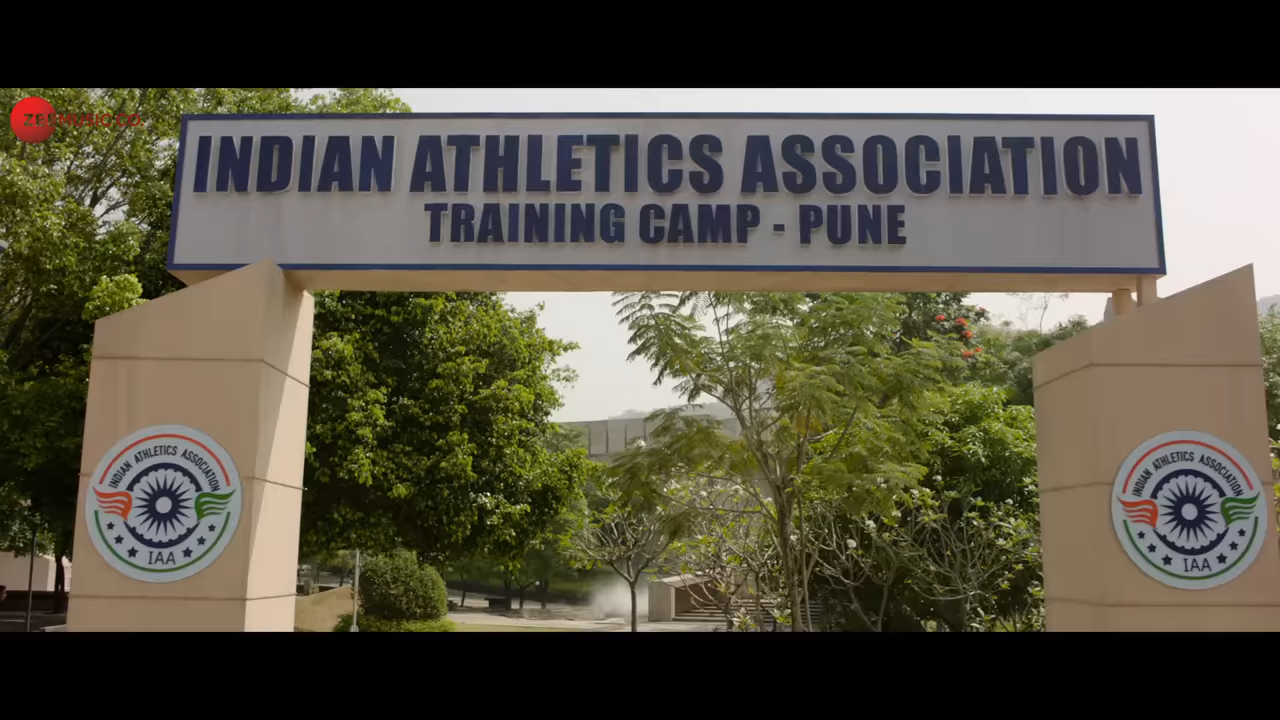 ZEE MUSIC CO.
INDIAN ATHLETICS ASSOCIATION
TRAINING CAMP - PUNE
INDIAN ATHLETICS ASSOCIATION
IAA
INDIAN ATHLETICS ASSOCIATION
IAA